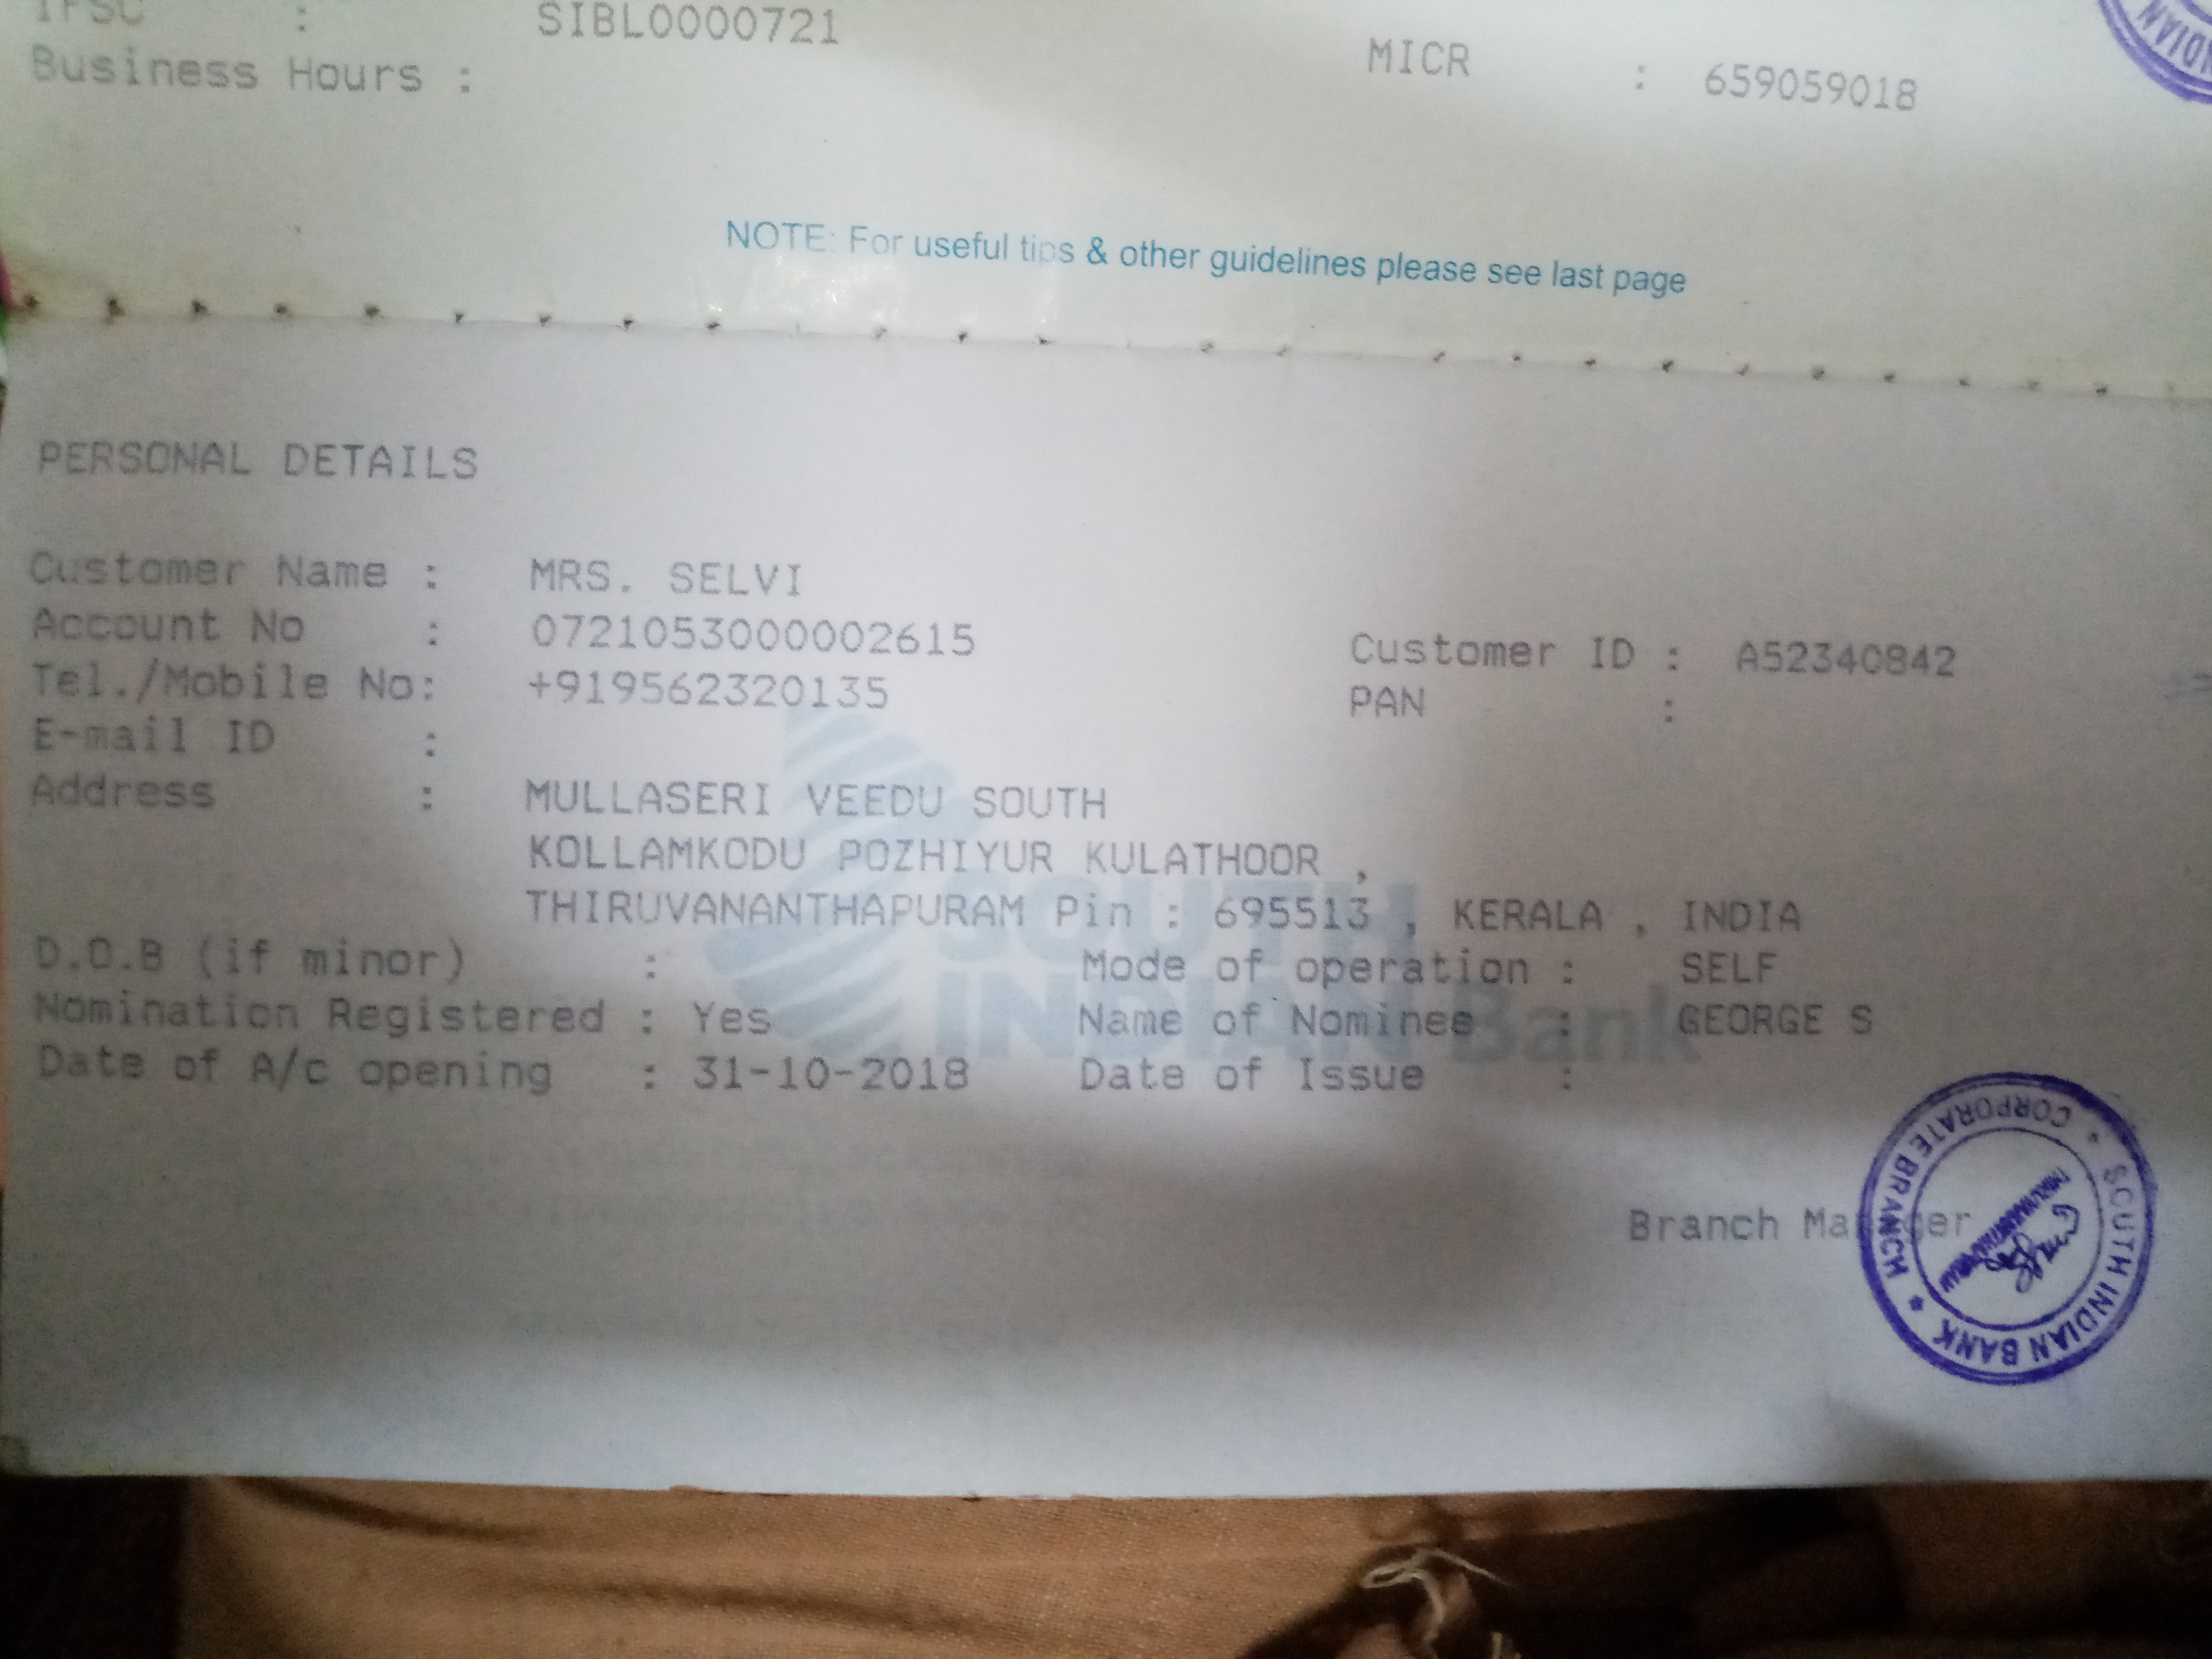 IFSC : SIBL0000721
MICR : 659059018
Business Hours :
NOTE: For useful tips & other guidelines please see last page
PERSONAL DETAILS
Customer Name : MRS. SELVI
Account No : 0721053000002615 Customer ID : A52340842
Tel./Mobile No: +919562320135 PAN :
E-mail ID :
Address : MULLASERI VEEDU SOUTH
KOLLAMKODU POZHIYUR KULATHOOR ,
THIRUVANANTHAPURAM Pin : 695513 , KERALA , INDIA
D.O.B (if minor) : Mode of operation : SELF
Nomination Registered : Yes Name of Nominee : GEORGE S
Date of A/c opening : 31-10-2018 Date of Issue :
SOUTH
INDIAN Bank
Branch Manager
SOUTH INDIAN BANK * CORPORATE BRANCH *
THIRUVANANTHAPURAM